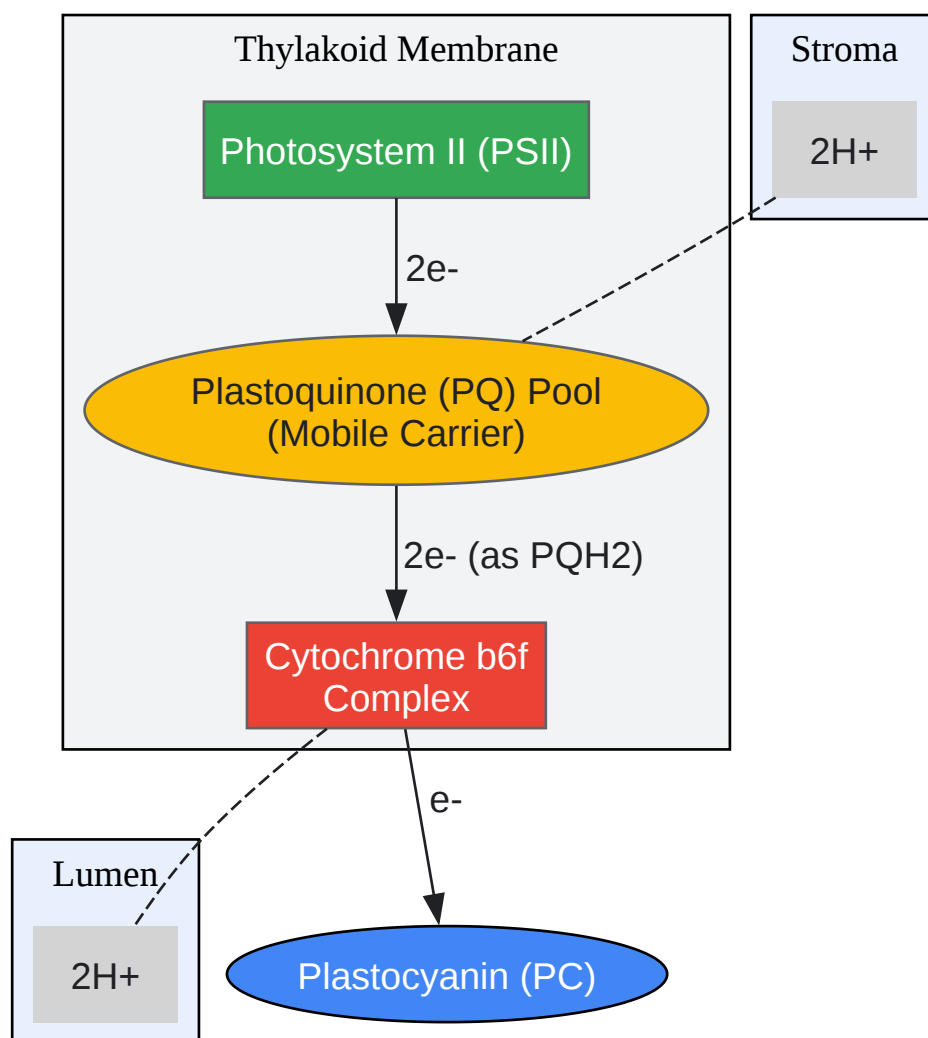 Thylakoid Membrane
Stroma
Photosystem II (PSII)
2H+
2e-
Plastoquinone (PQ) Pool
(Mobile Carrier)
2e- (as PQH2)
Cytochrome b6f
Complex
e-
Lumen
2H+
Plastocyanin (PC)